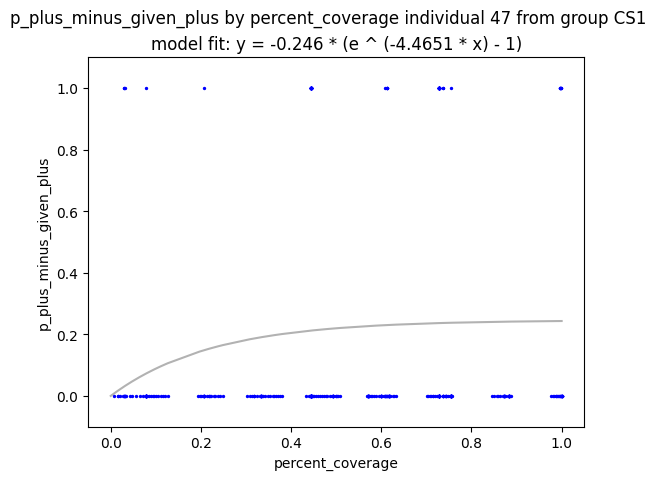 p_plus_minus_given_plus by percent_coverage individual 47 from group CS1
model fit: y = -0.246 * (e ^ (-4.4651 * x) - 1)
1.0
0.8
0.6
0.4
0.2
0.0
p_plus_minus_given_plus
0.0 0.2 0.4 0.6 0.8 1.0
percent_coverage